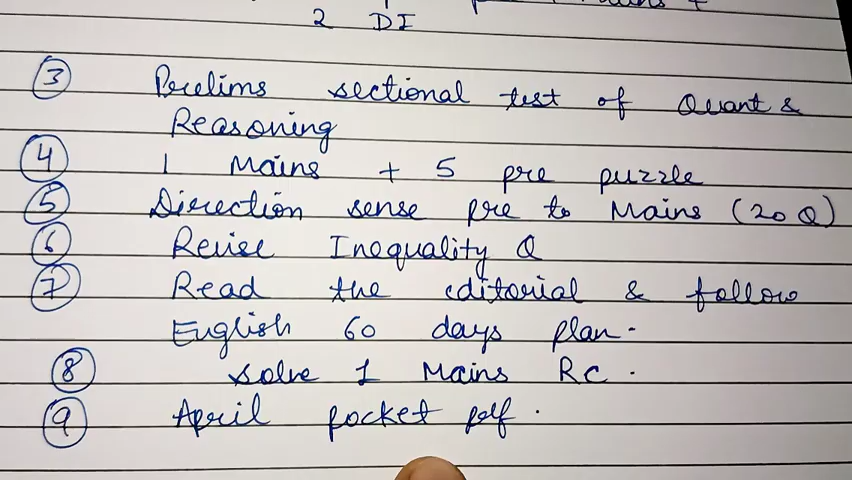 2 DI
③ Prelims sectional test of Quant &
Reasoning
④ 1 Mains + 5 pre puzzle
⑤ Direction sense pre to Mains (20 Q)
⑥ Revise Inequality Q
⑦ Read the editorial & follow
English 60 days plan.
⑧ Solve 1 Mains RC.
⑨ April pocket pdf.